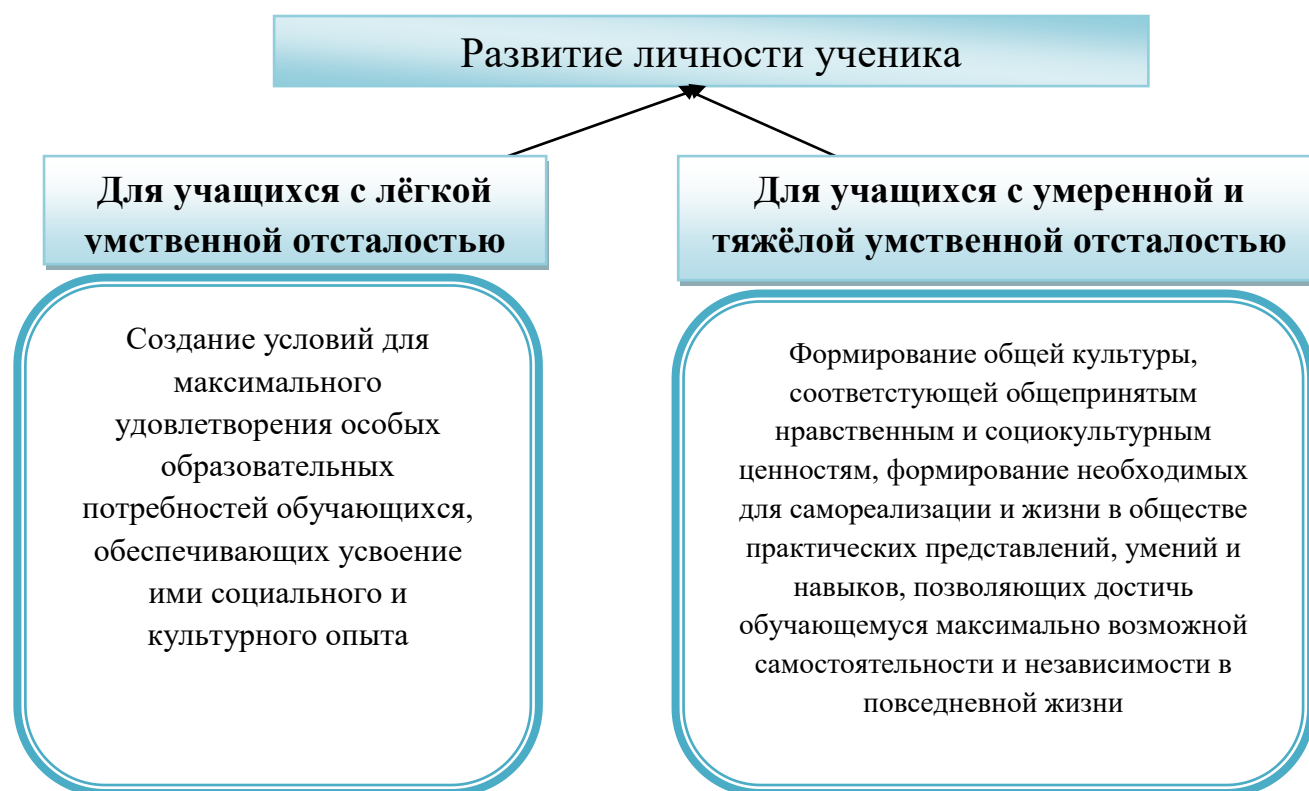 Развитие личности ученика
Для учащихся с лёгкой
умственной отсталостью
Создание условий для
максимального
удовлетворения особых
образовательных
потребностей обучающихся,
обеспечивающих усвоение
ими социального и
культурного опыта
Для учащихся с умеренной и
тяжёлой умственной отсталостью
Формирование общей культуры,
соответстующей общепринятым
нравственным и социокультурным
ценностям, формирование необходимых
для самореализации и жизни в обществе
практических представлений, умений и
навыков, позволяющих достичь
обучающемуся максимально возможной
самостоятельности и независимости в
повседневной жизни